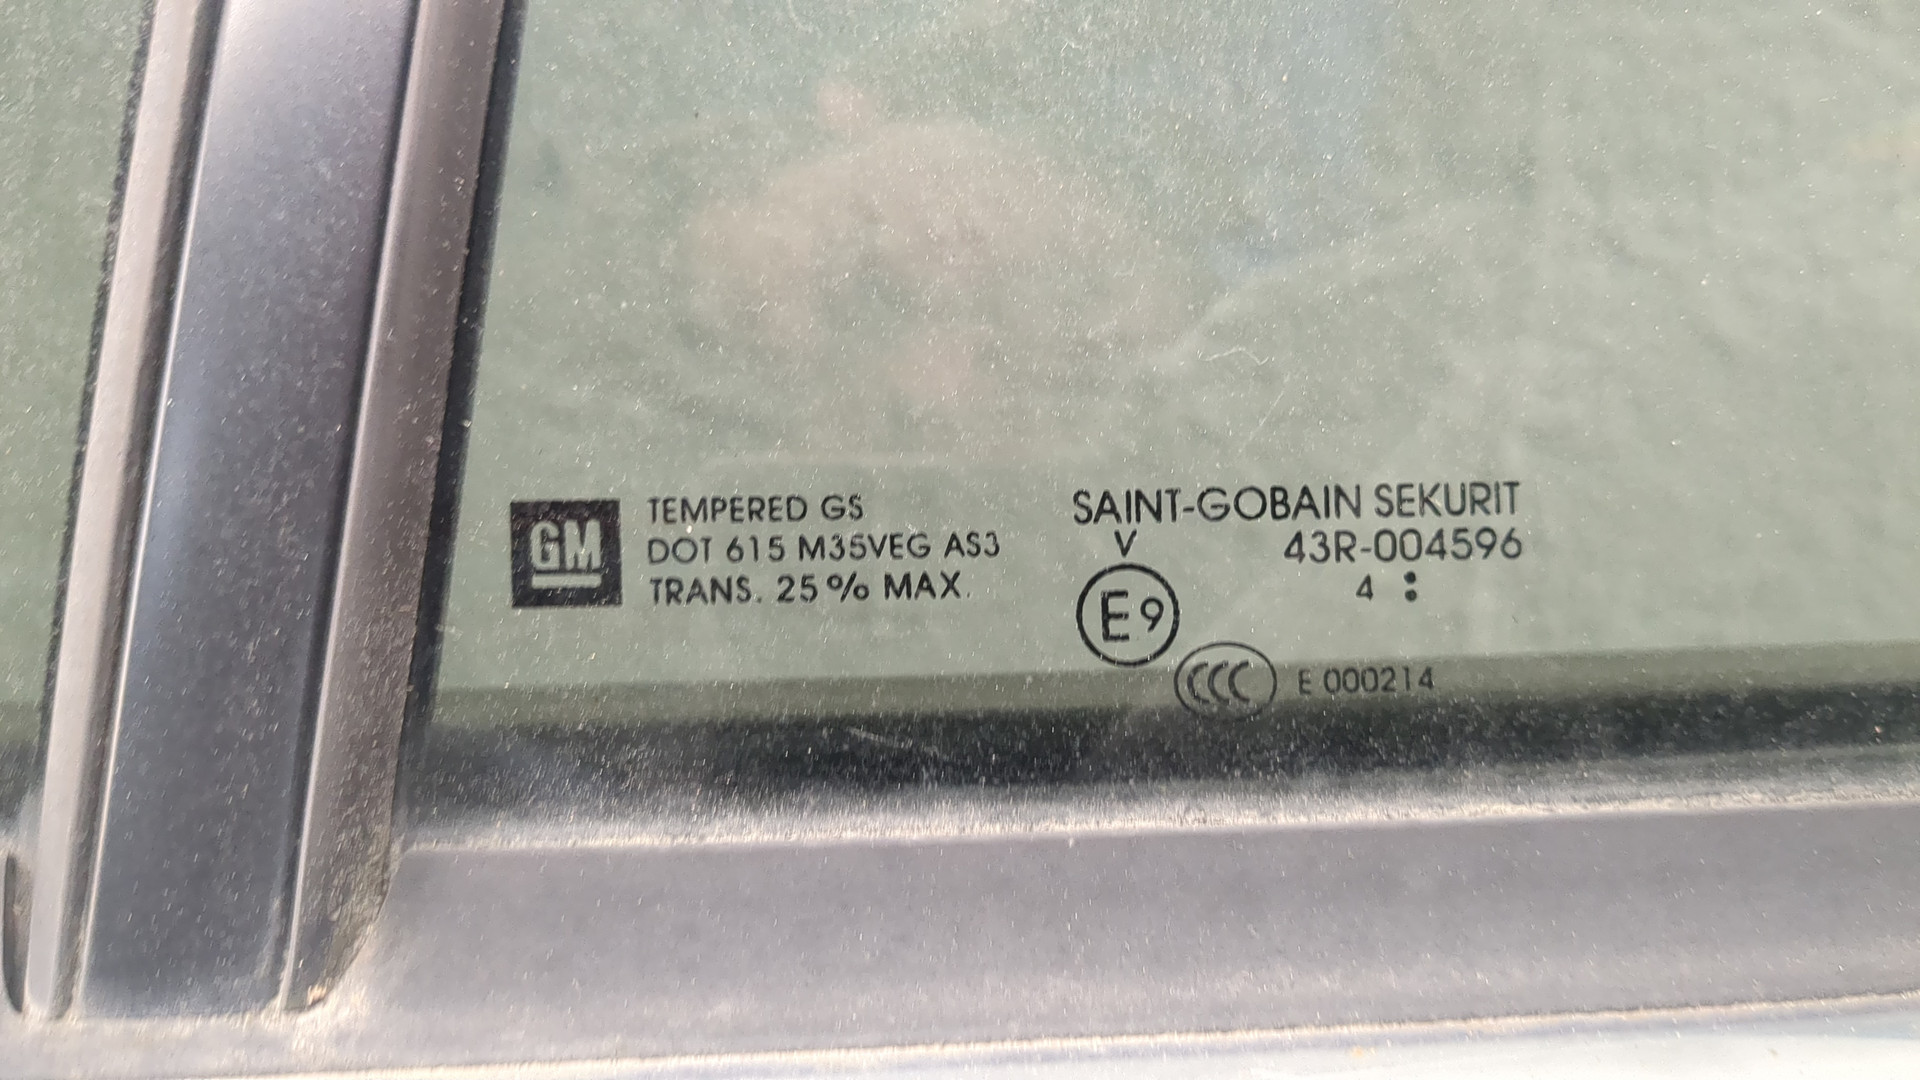 GM
TEMPERED GS
DOT 615 M35VEG AS3
TRANS. 25% MAX.
SAINT-GOBAIN SEKURIT
V 43R-004596
4 :
E9
CCC E 000214